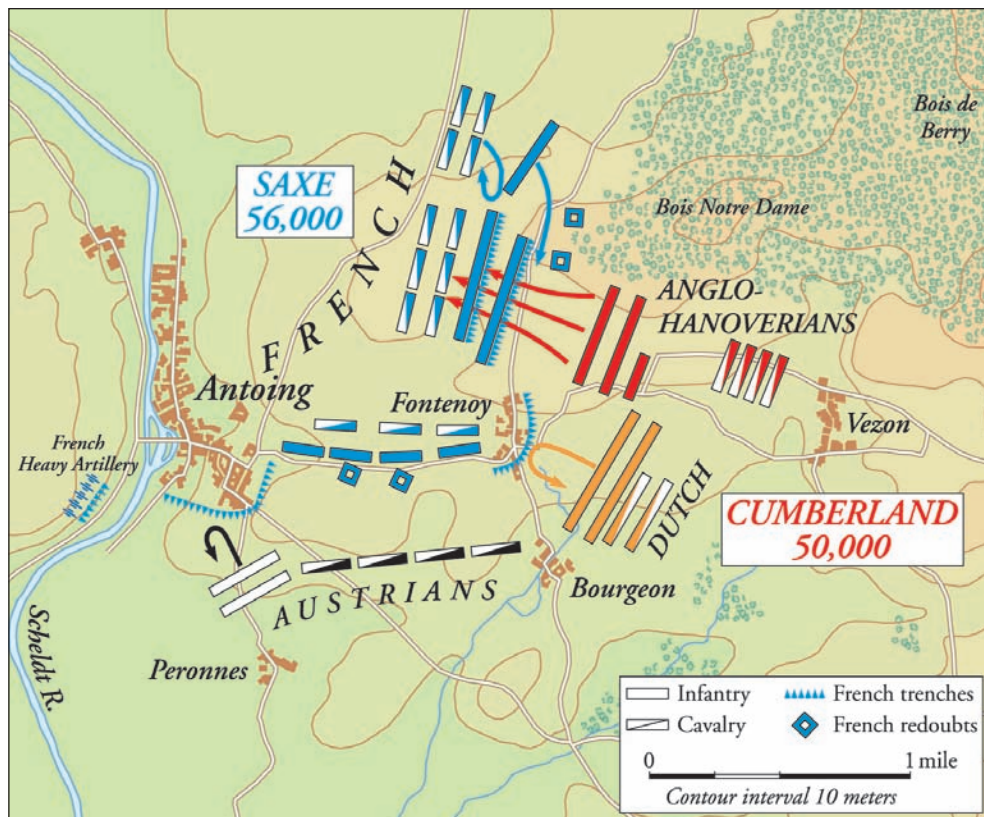 Bois de
Berry
SAXE
56,000
FRENCH
Bois Notre Dame
ANGLO-
HANOVERIANS
Antoing
Fontenoy
Vezon
French
Heavy Artillery
DUTCH
CUMBERLAND
50,000
AUSTRIANS
Bourgeon
Scheldt R.
Peronnes
Infantry
French trenches
Cavalry
French redoubts
0
1 mile
Contour interval 10 meters